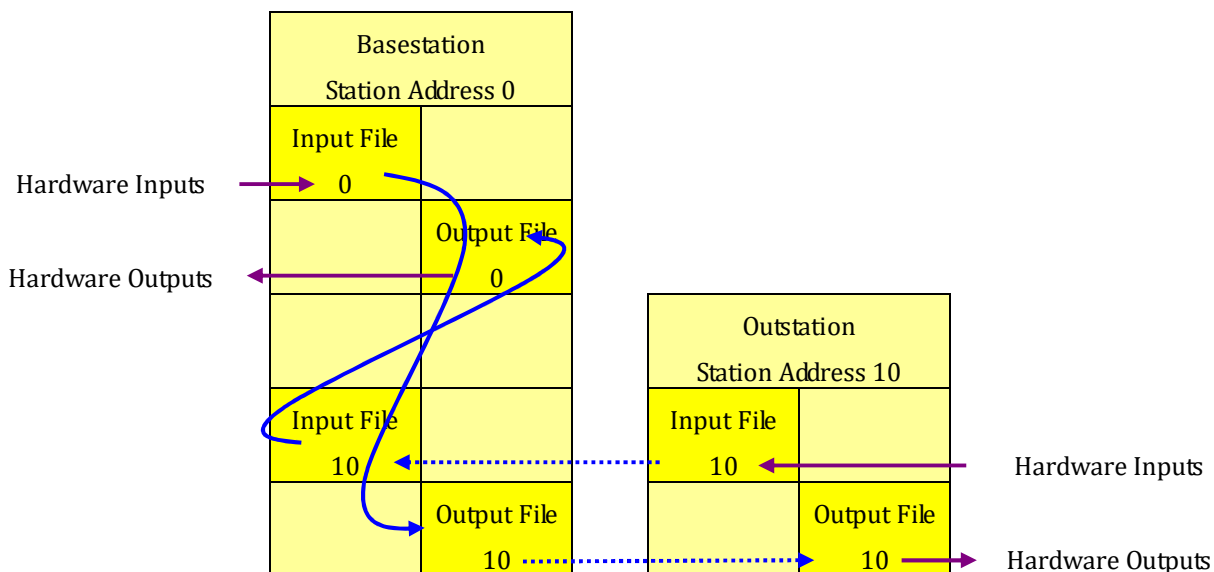 Basestation
Station Address 0
Input File
0
Hardware Inputs
Output File
0
Hardware Outputs
Outstation
Station Address 10
Input File
10
Input File
10
Hardware Inputs
Output File
10
Output File
10
Hardware Outputs